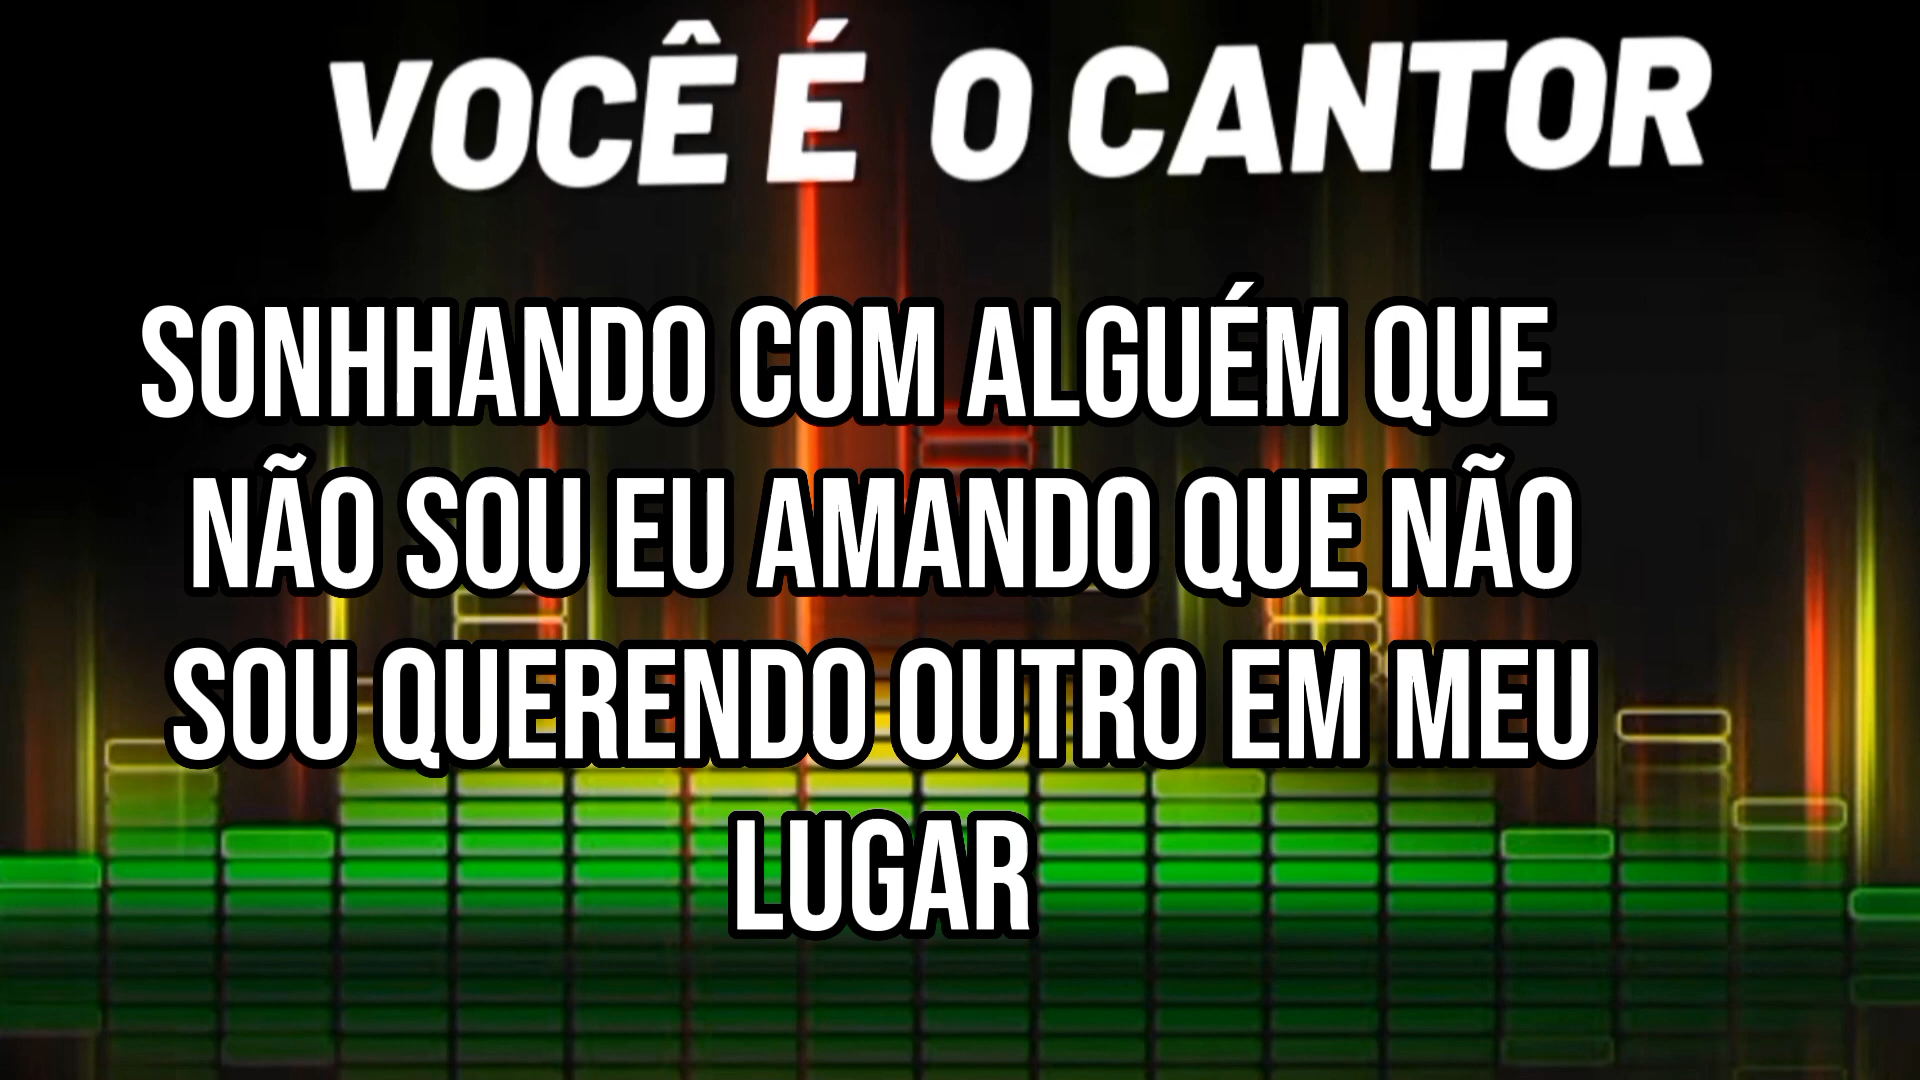 VOCÊ É O CANTOR
SONHHANDO COM ALGUÉM QUE
NÃO SOU EU AMANDO QUE NÃO
SOU QUERENDO OUTRO EM MEU
LUGAR